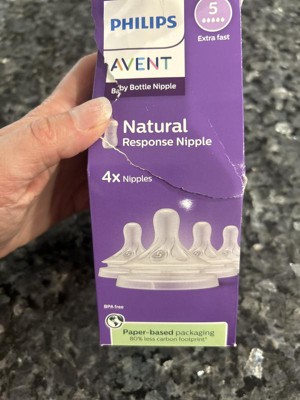 PHILIPS
AVENT
Baby Bottle Nipple
5
Extra fast
Natural
Response Nipple
4x Nipples
BPA free
Paper-based packaging
80% less carbon footprint*